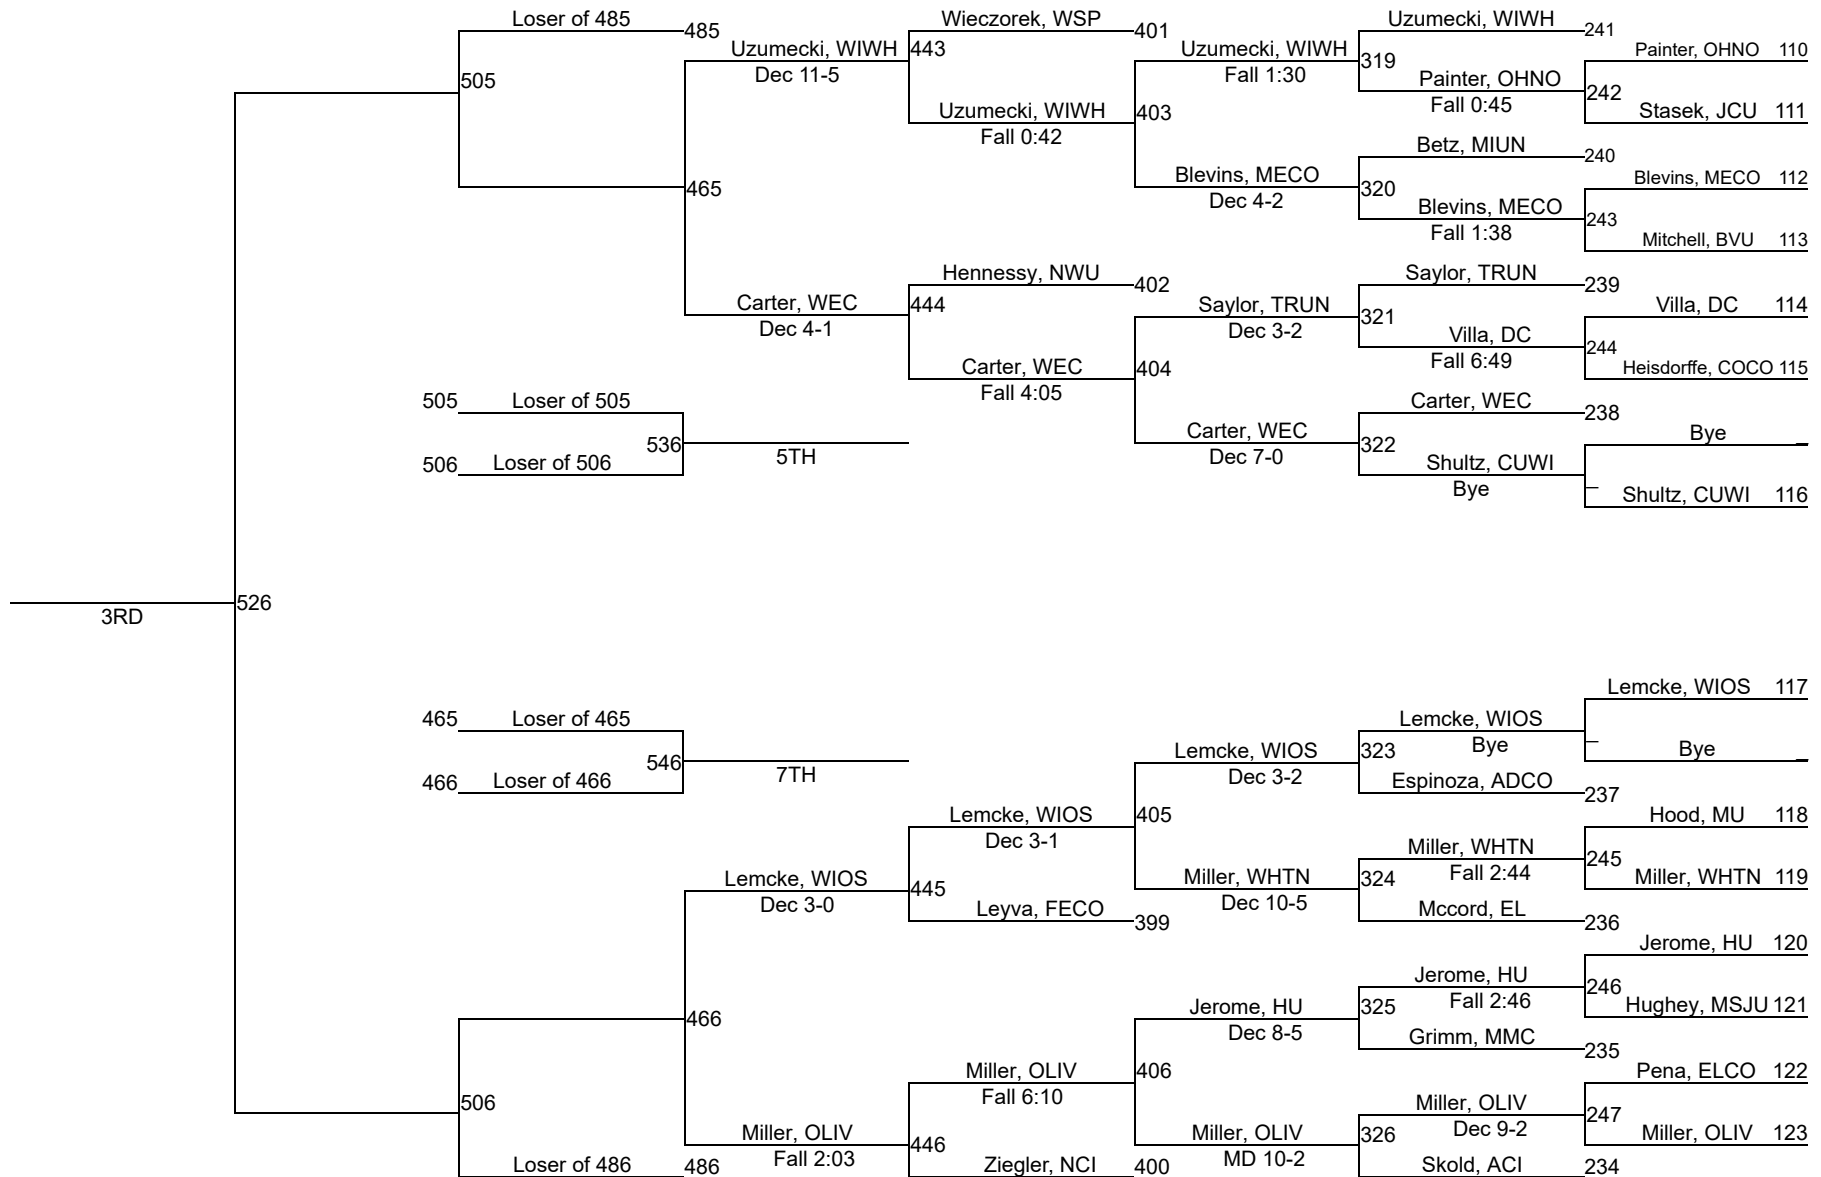 Loser of 485
485
505
Uzumecki, WIWH
Dec 11-5
Wieczorek, WSP
443
401
Uzumecki, WIWH
Fall 0:42
403
Uzumecki, WIWH
Fall 1:30
Uzumecki, WIWH
241
319
Painter, OHNO
Fall 0:45
Painter, OHNO 110
242
Stasek, JCU 111
465
Blevins, MECO
Dec 4-2
Betz, MIUN
240
320
Blevins, MECO
Fall 1:38
Blevins, MECO 112
243
Mitchell, BVU 113
Carter, WEC
Dec 4-1
Hennessy, NWU
402
444
Carter, WEC
Fall 4:05
404
Saylor, TRUN
Dec 3-2
Saylor, TRUN
239
321
Villa, DC
Fall 6:49
Villa, DC 114
244
Heisdorffe, COCO 115
Carter, WEC
Dec 7-0
Carter, WEC
238
322
Shultz, CUWI
Bye
Bye _
_
Shultz, CUWI 116
505 Loser of 505
536
5TH
506 Loser of 506
526
3RD
465 Loser of 465
546
7TH
466 Loser of 466
Lemcke, WIOS
Dec 3-0
Lemcke, WIOS
Dec 3-1
445
Leyva, FECO
399
405
Lemcke, WIOS
Dec 3-2
323
Lemcke, WIOS
Bye
Lemcke, WIOS 117
_
Bye _
Espinoza, ADCO
237
Miller, WHTN
Dec 10-5
324
Miller, WHTN
Fall 2:44
Hood, MU 118
245
Miller, WHTN 119
Mccord, EL
236
466
506
Miller, OLIV
Fall 2:03
446
Miller, OLIV
Fall 6:10
406
Jerome, HU
Dec 8-5
325
Jerome, HU
Fall 2:46
Jerome, HU 120
246
Hughey, MSJU 121
Grimm, MMC
235
Miller, OLIV
MD 10-2
326
Miller, OLIV
Dec 9-2
Pena, ELCO 122
247
Miller, OLIV 123
Loser of 486
486
Ziegler, NCI
400
Skold, ACI
234